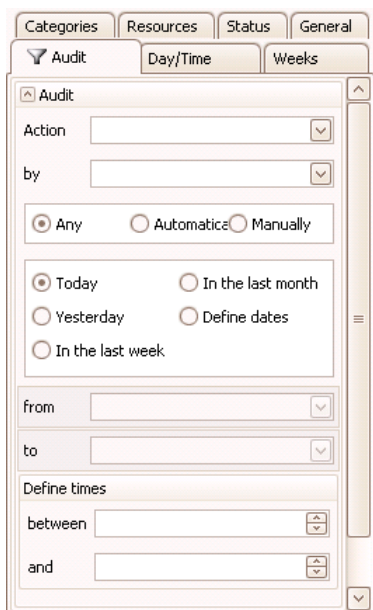 Categories Resources Status General
Audit Day/Time Weeks
Audit
Action
by
Any Automatica Manually
Today In the last month
Yesterday Define dates
In the last week
from
to
Define times
between
and